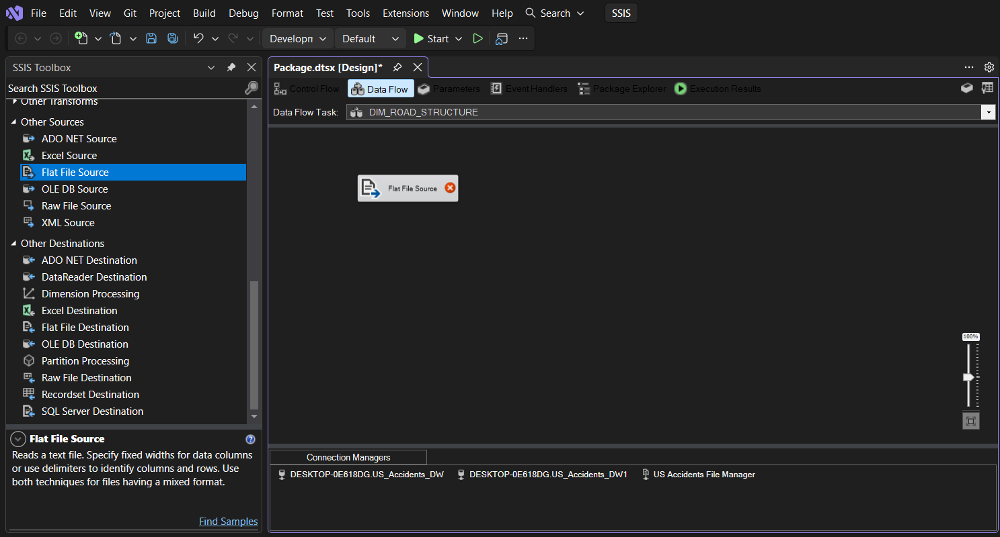 File Edit View Git Project Build Debug Format Test Tools Extensions Window Help Search SSIS
Developn Default Start
SSIS Toolbox
Search SSIS Toolbox
Other Transforms
Other Sources
ADO NET Source
Excel Source
Flat File Source
OLE DB Source
Raw File Source
XML Source
Other Destinations
ADO NET Destination
DataReader Destination
Dimension Processing
Excel Destination
Flat File Destination
OLE DB Destination
Partition Processing
Raw File Destination
Recordset Destination
SQL Server Destination
Flat File Source
Reads a text file. Specify fixed widths for data columns
or use delimiters to identify columns and rows. Use
both techniques for files having a mixed format.
Find Samples
Package.dtsx [Design]*
Control Flow Data Flow Parameters Event Handlers Package Explorer Execution Results
Data Flow Task: DIM_ROAD_STRUCTURE
Flat File Source
100%
Connection Managers
DESKTOP-0E618DG.US_Accidents_DW DESKTOP-0E618DG.US_Accidents_DW1 US Accidents File Manager